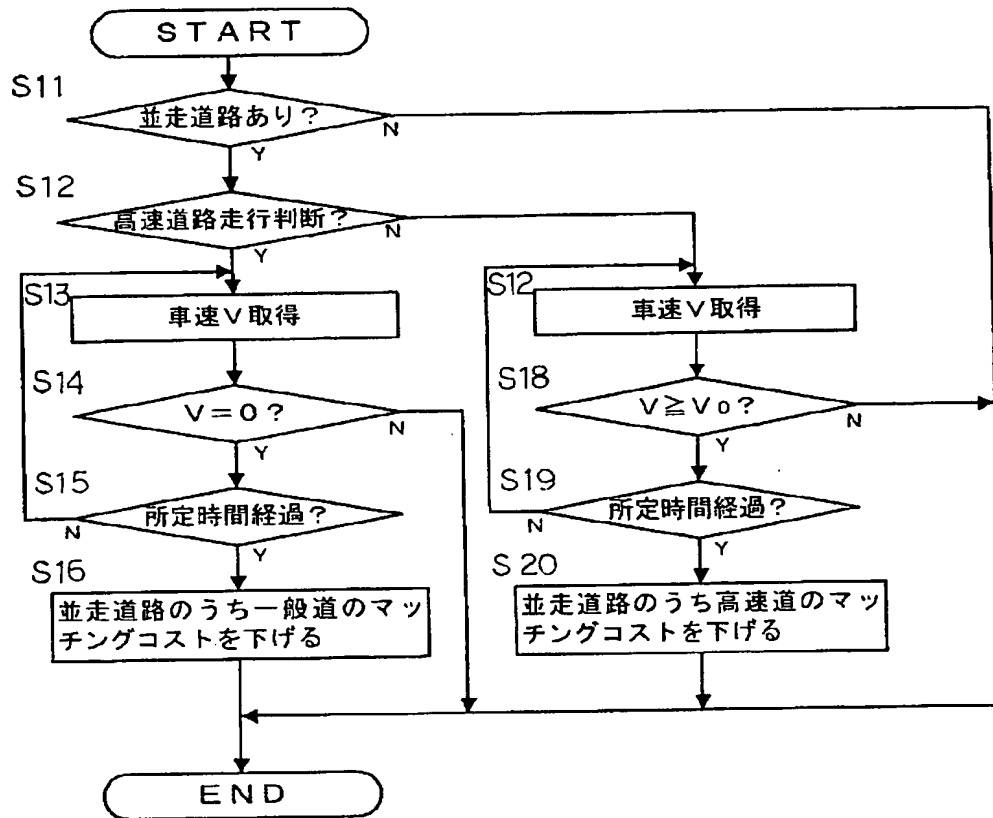 START
S11
並走道路あり?
N
Y
S12
高速道路走行判断?
N
Y
S13
車速V取得
S14
V=0?
N
Y
S15
所定時間経過?
N
Y
S16
並走道路のうち一般道のマッ
チングコストを下げる
S12
車速V取得
S18
V≧V0?
N
Y
S19
所定時間経過?
N
Y
S20
並走道路のうち高速道のマッ
チングコストを下げる
END